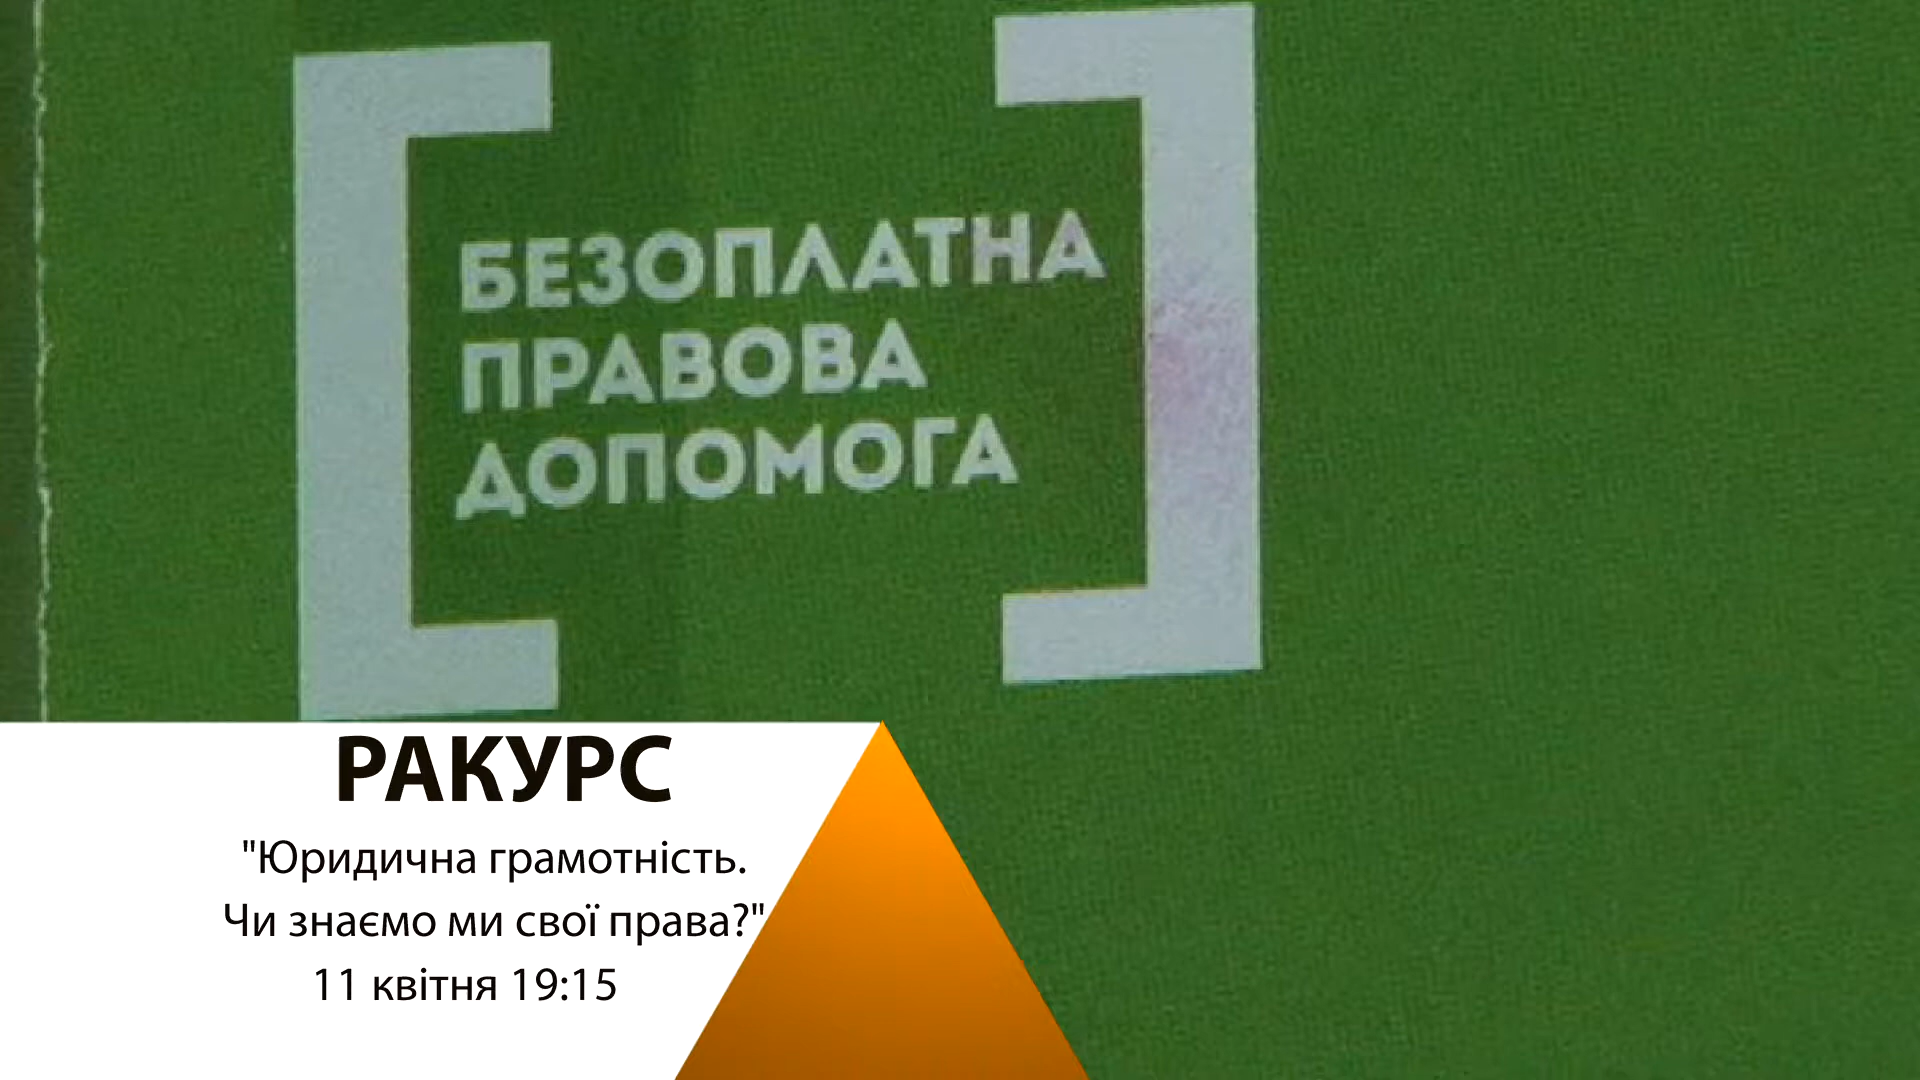 БЕЗОПЛАТНА
ПРАВОВА
ДОПОМОГА
РАКУРС
"Юридична грамотність.
Чи знаємо ми свої права?"
11 квітня 19:15